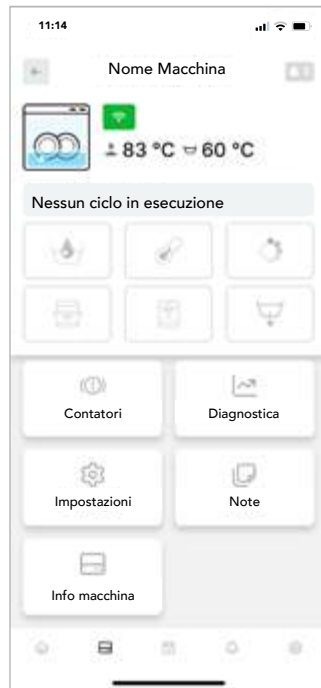 11:14
Nome Macchina
83 °C 60 °C
Nessun ciclo in esecuzione
Contatori Diagnostica
Impostazioni Note
Info macchina